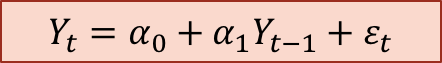 Yₜ = α₀ + α₁Yₜ₋₁ + εₜ